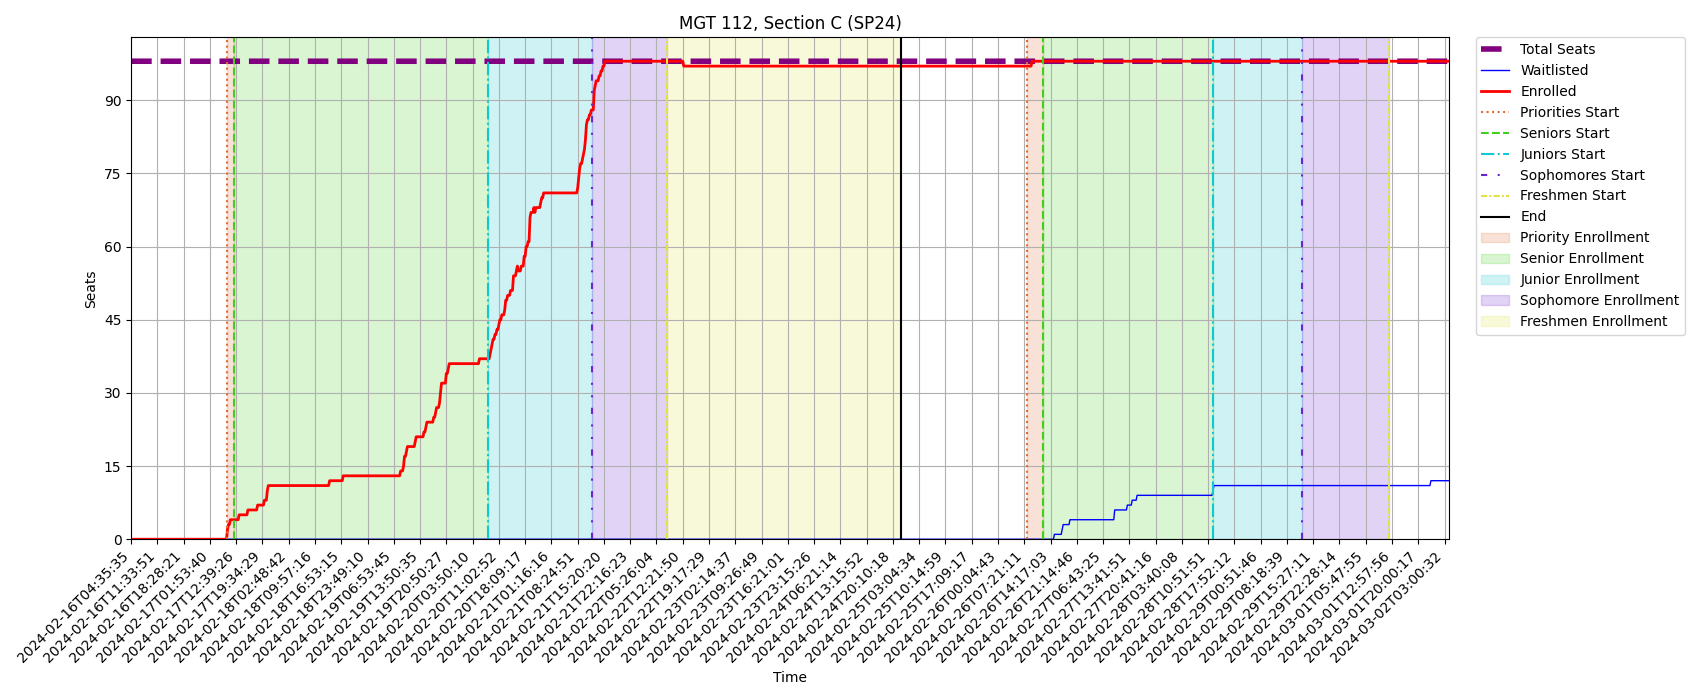 MGT 112, Section C (SP24)
Seats
90
75
60
45
30
15
0
2024-02-16T04:35:35
2024-02-16T11:33:51
2024-02-16T18:28:21
2024-02-17T01:53:40
2024-02-17T12:39:26
2024-02-17T19:34:29
2024-02-18T02:48:42
2024-02-18T09:57:16
2024-02-18T16:53:15
2024-02-18T23:49:10
2024-02-19T06:53:45
2024-02-19T13:50:35
2024-02-19T20:50:27
2024-02-20T03:50:10
2024-02-20T11:02:52
2024-02-20T18:09:17
2024-02-21T01:16:16
2024-02-21T08:24:51
2024-02-21T15:20:20
2024-02-21T22:16:23
2024-02-22T05:26:04
2024-02-22T12:21:50
2024-02-22T19:17:29
2024-02-23T02:14:37
2024-02-23T09:26:49
2024-02-23T16:21:01
2024-02-23T23:15:26
2024-02-24T06:21:14
2024-02-24T13:15:52
2024-02-24T20:10:18
2024-02-25T03:04:34
2024-02-25T10:14:59
2024-02-25T17:09:17
2024-02-26T00:04:43
2024-02-26T07:21:11
2024-02-26T14:17:03
2024-02-26T21:14:46
2024-02-27T06:43:25
2024-02-27T13:41:51
2024-02-27T20:41:16
2024-02-28T03:40:08
2024-02-28T10:51:51
2024-02-28T17:52:12
2024-02-29T00:51:46
2024-02-29T08:18:39
2024-02-29T15:27:11
2024-02-29T22:28:14
2024-03-01T05:47:55
2024-03-01T12:57:56
2024-03-01T20:00:17
2024-03-02T03:00:32
Time
Total Seats
Waitlisted
Enrolled
Priorities Start
Seniors Start
Juniors Start
Sophomores Start
Freshmen Start
End
Priority Enrollment
Senior Enrollment
Junior Enrollment
Sophomore Enrollment
Freshmen Enrollment